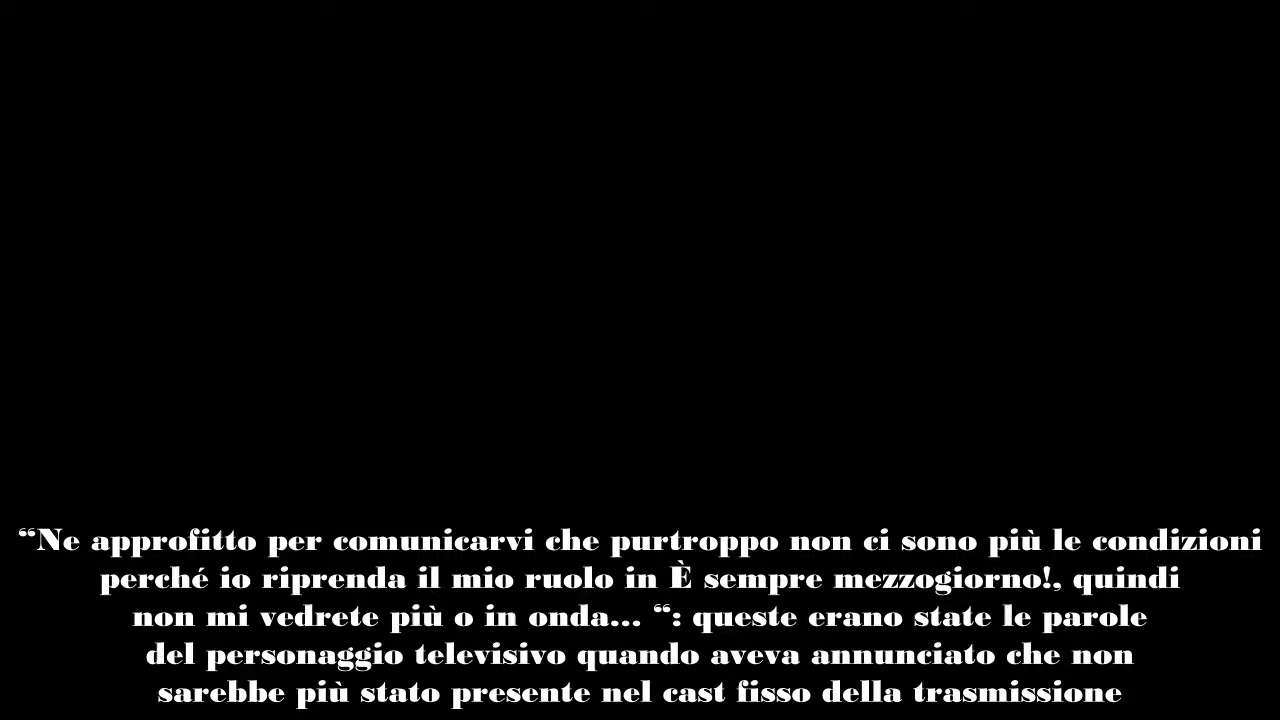 “Ne approfitto per comunicarvi che purtroppo non ci sono più le condizioni
perché io riprenda il mio ruolo in È sempre mezzogiorno!, quindi
non mi vedrete più o in onda... “: queste erano state le parole
del personaggio televisivo quando aveva annunciato che non
sarebbe più stato presente nel cast fisso della trasmissione